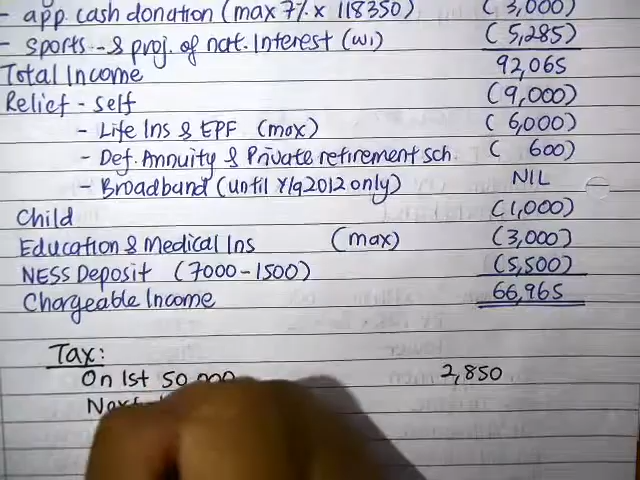 - app. cash donation (max 7% x 118350) (3,000)
- sports - & proj. of nat. Interest (w1) (5,285)
Total Income 92,065
Relief - self (9,000)
- Life Ins & EPF (max) (6,000)
- Def. Annuity & Private retirement sch. (600)
- Broadband (until Y/a 2012 only) NIL
Child (1,000)
Education & Medical Ins (max) (3,000)
NESS Deposit (7000-1500) (5,500)
Chargeable Income 66,965
Tax:
On 1st 50,000 2,850
Next